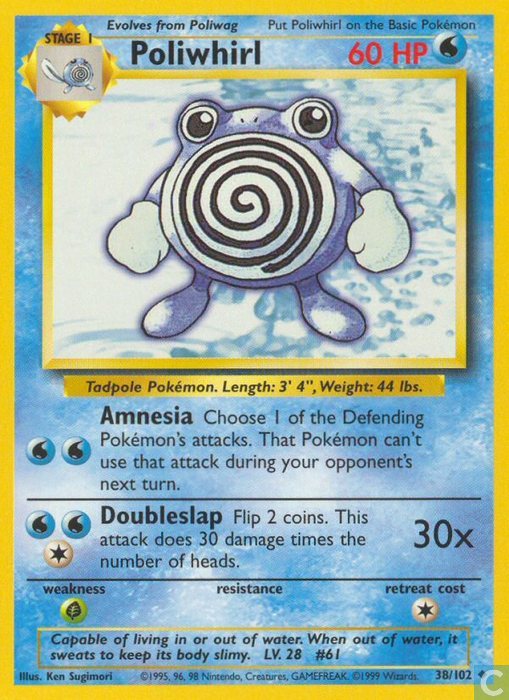 Evolves from Poliwag Put Poliwhirl on the Basic Pokémon
STAGE 1
Poliwhirl 60 HP
Tadpole Pokémon. Length: 3' 4", Weight: 44 lbs.
Amnesia Choose 1 of the Defending
Pokémon's attacks. That Pokémon can't
use that attack during your opponent's
next turn.
Doubleslap Flip 2 coins. This
attack does 30 damage times the
number of heads.
30x
weakness resistance retreat cost
Capable of living in or out of water. When out of water, it
sweats to keep its body slimy. LV. 28 #61
Illus. Ken Sugimori ©1995, 96, 98 Nintendo, Creatures, GAMEFREAK. ©1999 Wizards. 38/102
C